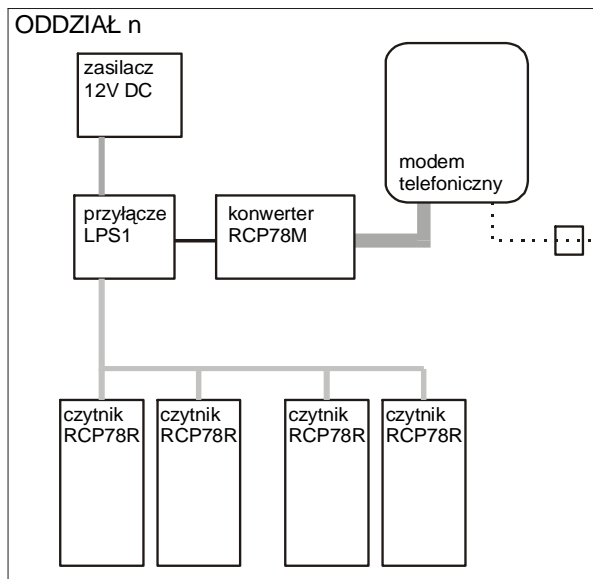 ODDZIAŁ n
zasilacz
12V DC
modem
telefoniczny
przyłącze
LPS1
konwerter
RCP78M
czytnik
RCP78R
czytnik
RCP78R
czytnik
RCP78R
czytnik
RCP78R